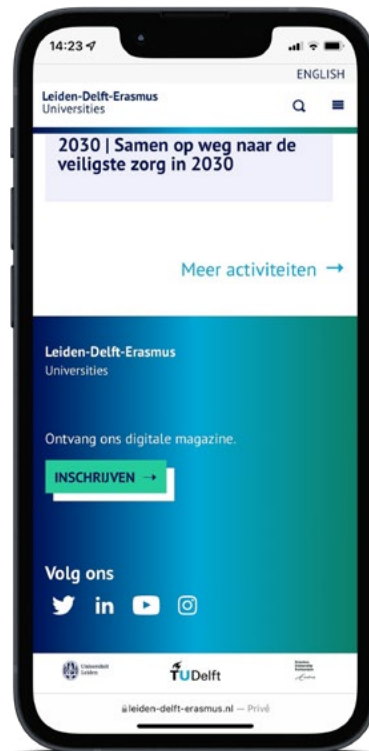 14:23
ENGLISH
Leiden-Delft-Erasmus
Universities
2030 | Samen op weg naar de
veiligste zorg in 2030
Meer activiteiten →
Leiden-Delft-Erasmus
Universities
Ontvang ons digitale magazine.
INSCHRIJVEN →
Volg ons
Universiteit
Leiden
TUDelft
leiden-delft-erasmus.nl — Privé